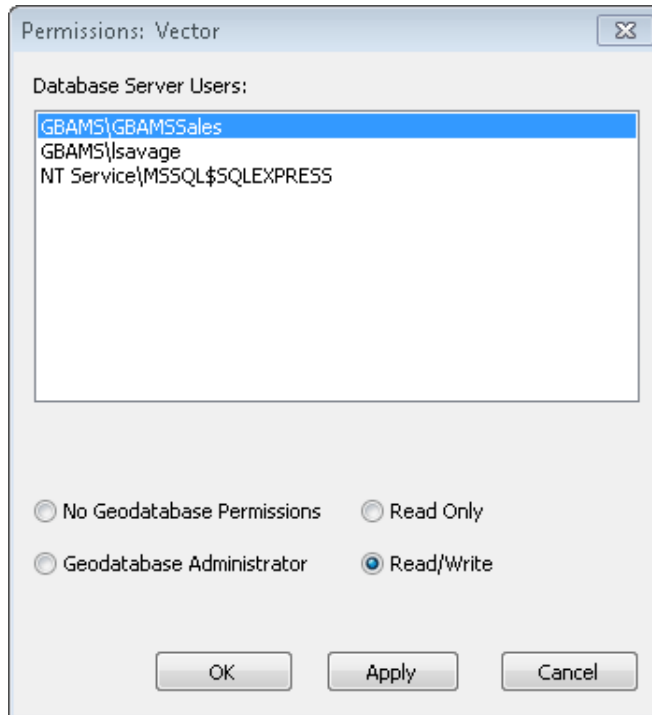 Permissions: Vector
Database Server Users:
GBAMS\GBAMSSales
GBAMS\lsavage
NT Service\MSSQL$SQLEXPRESS
No Geodatabase Permissions
Read Only
Geodatabase Administrator
Read/Write
OK
Apply
Cancel